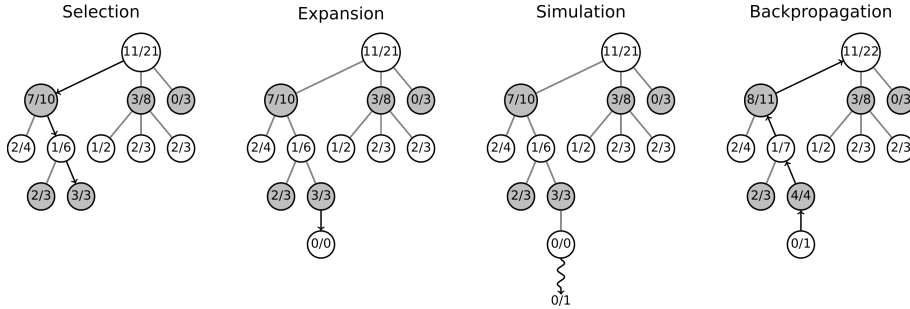 Selection Expansion Simulation Backpropagation
11/21 11/21 11/21 11/22
7/10 3/8 0/3 7/10 3/8 0/3 7/10 3/8 0/3 8/11 3/8 0/3
2/4 1/6 1/2 2/3 2/3 2/4 1/6 1/2 2/3 2/3 2/4 1/6 1/2 2/3 2/3 2/4 1/7 1/2 2/3 2/3
2/3 3/3 2/3 3/3 2/3 3/3 2/3 4/4
0/0 0/0 0/1
0/1